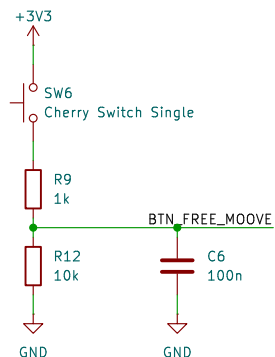 +3V3
SW6
Cherry Switch Single
R9
1k
BTN_FREE_MOOVE
R12
10k
C6
100n
GND
GND